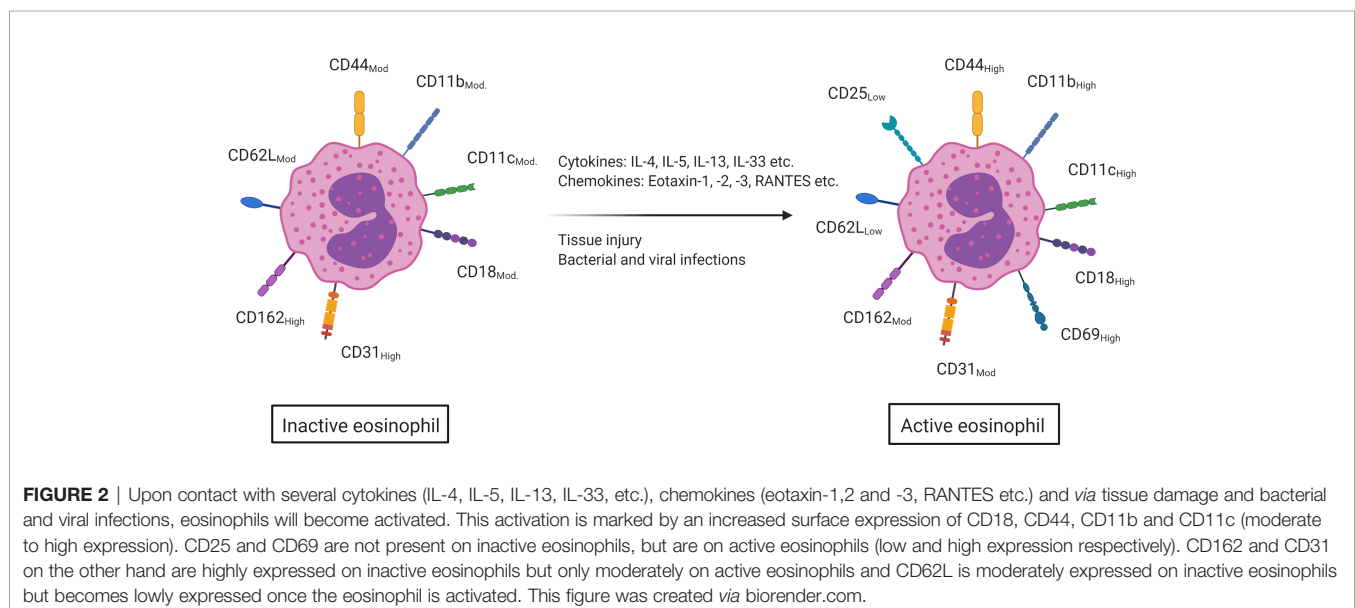 CD44Mod
CD11bMod.
CD62LMod
CD11cMod.
CD18Mod.
CD162High
CD31High
Inactive eosinophil
Cytokines: IL-4, IL-5, IL-13, IL-33 etc.
Chemokines: Eotaxin-1, -2, -3, RANTES etc.
Tissue injury
Bacterial and viral infections
CD44High
CD11bHigh
CD25Low
CD11cHigh
CD62LLow
CD18High
CD162Mod
CD69High
CD31Mod
Active eosinophil
FIGURE 2 | Upon contact with several cytokines (IL-4, IL-5, IL-13, IL-33, etc.), chemokines (eotaxin-1,2 and -3, RANTES etc.) and via tissue damage and bacterial
and viral infections, eosinophils will become activated. This activation is marked by an increased surface expression of CD18, CD44, CD11b and CD11c (moderate
to high expression). CD25 and CD69 are not present on inactive eosinophils, but are on active eosinophils (low and high expression respectively). CD162 and CD31
on the other hand are highly expressed on inactive eosinophils but only moderately on active eosinophils and CD62L is moderately expressed on inactive eosinophils
but becomes lowly expressed once the eosinophil is activated. This figure was created via biorender.com.